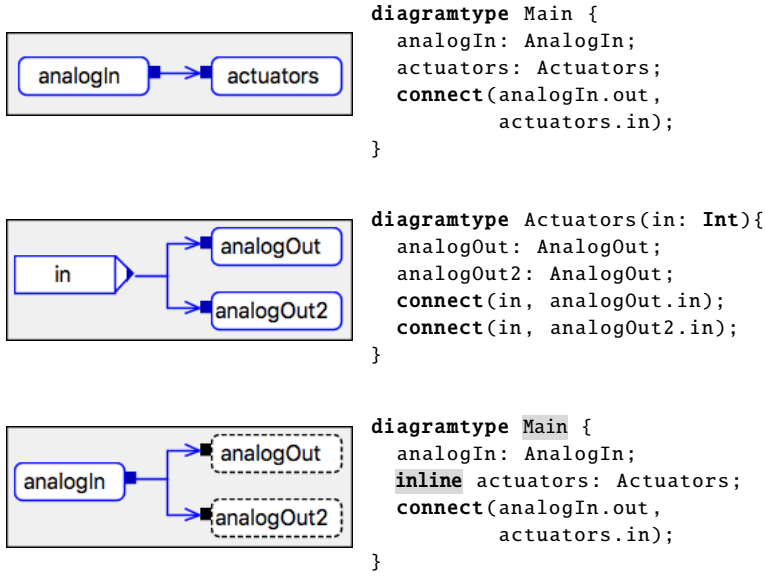 analogIn actuators
diagramtype Main {
analogIn: AnalogIn;
actuators: Actuators;
connect(analogIn.out,
actuators.in);
}
in
analogOut
analogOut2
diagramtype Actuators(in: Int){
analogOut: AnalogOut;
analogOut2: AnalogOut;
connect(in, analogOut.in);
connect(in, analogOut2.in);
}
analogIn
analogOut
analogOut2
diagramtype Main {
analogIn: AnalogIn;
inline actuators: Actuators;
connect(analogIn.out,
actuators.in);
}